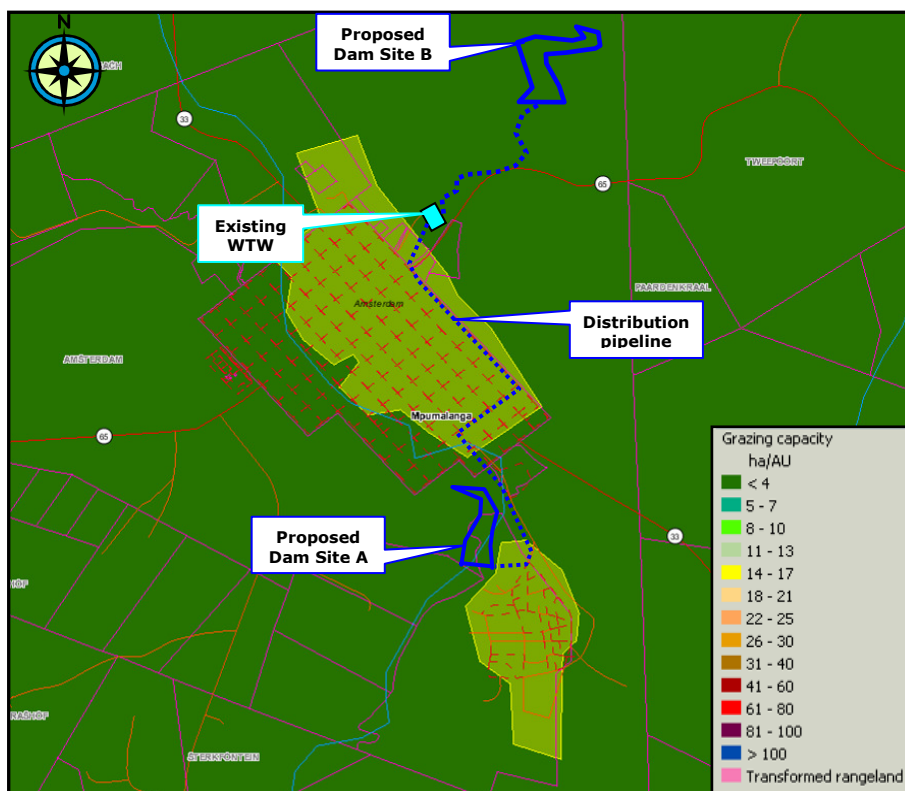 N
Proposed
Dam Site B
33
TWEEPOORT
65
Existing
WTW
PAARDENKRAAL
Amsterdam
Distribution
pipeline
AMSTERDAM
Mpumalanga
65
Grazing capacity
ha/AU
< 4
5 - 7
8 - 10
11 - 13
14 - 17
18 - 21
22 - 25
26 - 30
31 - 40
41 - 60
61 - 80
81 - 100
> 100
Transformed rangeland
Proposed
Dam Site A
33
STERKFONTEIN